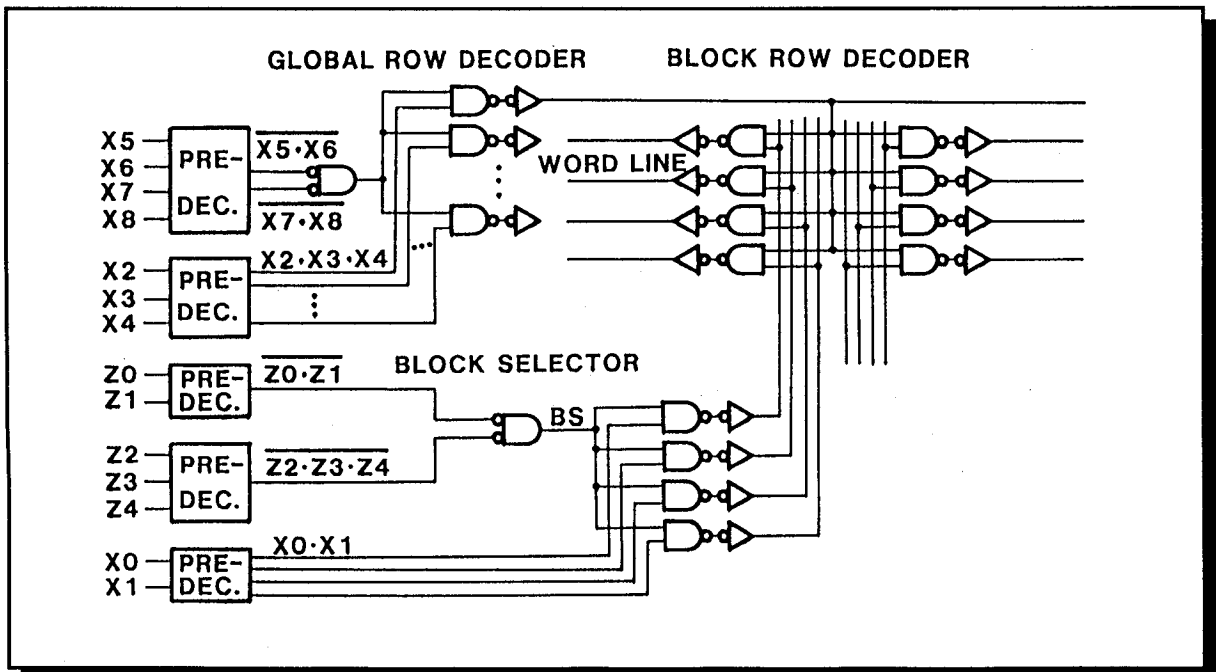 GLOBAL ROW DECODER
BLOCK ROW DECODER
X5
X6
X7
X8
PRE-
DEC.
X5·X6
X7·X8
WORD LINE
X2
X3
X4
PRE-
DEC.
X2·X3·X4
Z0
Z1
PRE-
DEC.
Z0·Z1
BLOCK SELECTOR
BS
Z2
Z3
Z4
PRE-
DEC.
Z2·Z3·Z4
X0
X1
PRE-
DEC.
X0·X1